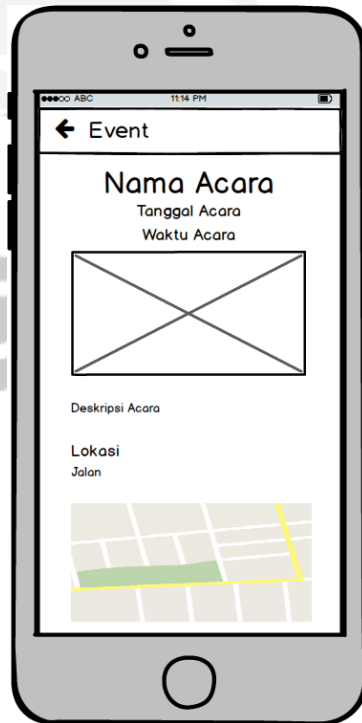 ABC 11:14 PM
Event
Nama Acara
Tanggal Acara
Waktu Acara
Deskripsi Acara
Lokasi
Jalan